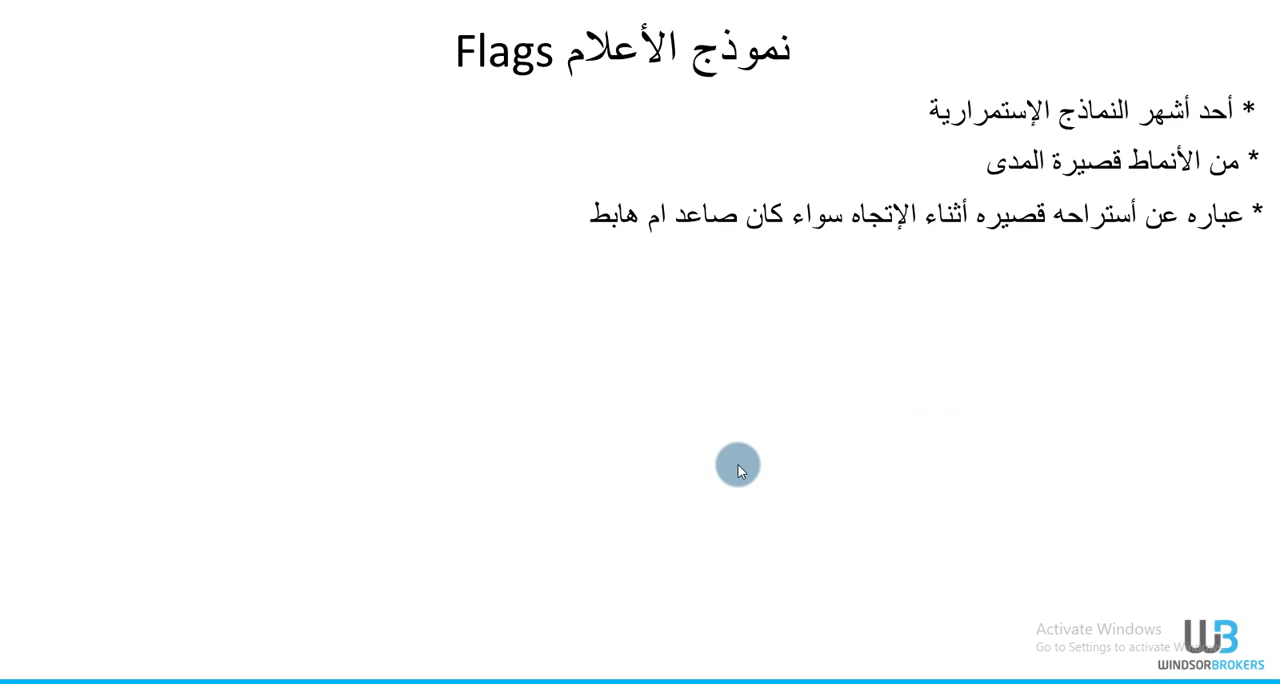 نموذج الأعلام Flags
* أحد أشهر النماذج الإستمرارية
* من الأنماط قصيرة المدى
* عباره عن أستراحه قصيره أثناء الإتجاه سواء كان صاعد ام هابط
Activate Windows
Go to Settings to activate Windows.
WB
WINDSORBROKERS